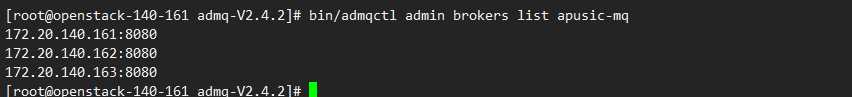 [root@openstack-140-161 admq-V2.4.2]# bin/admqctl admin brokers list apusic-mq
172.20.140.161:8080
172.20.140.162:8080
172.20.140.163:8080
[root@openstack-140-161 admq-V2.4.2]#